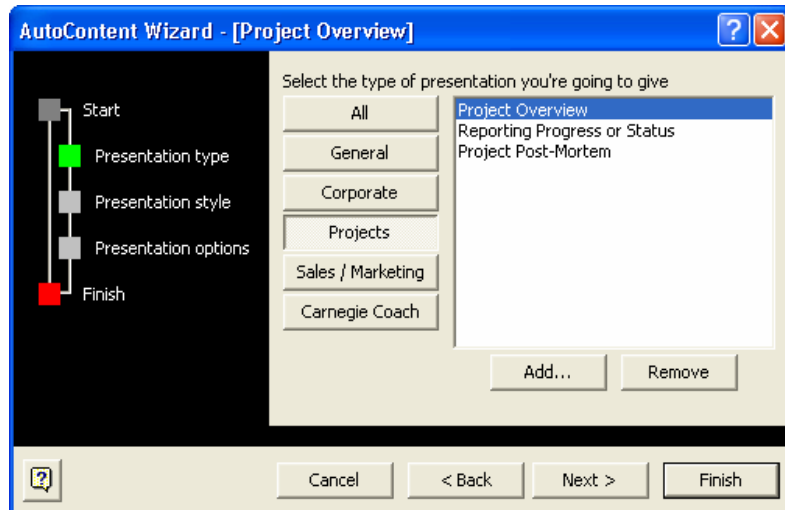 AutoContent Wizard - [Project Overview]
Start
Presentation type
Presentation style
Presentation options
Finish
Select the type of presentation you're going to give
All
General
Corporate
Projects
Sales / Marketing
Carnegie Coach
Project Overview
Reporting Progress or Status
Project Post-Mortem
Add...
Remove
Cancel
< Back
Next >
Finish